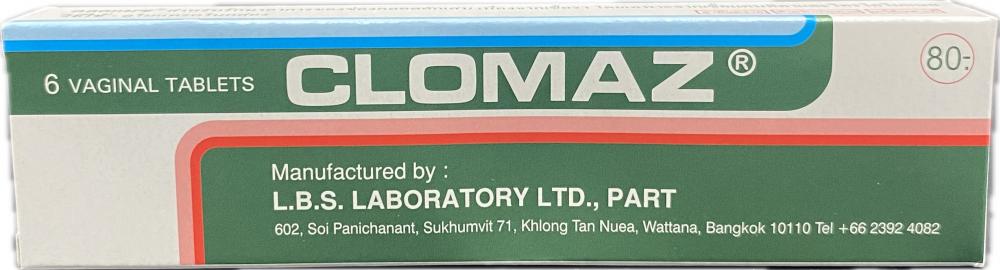 6 VAGINAL TABLETS CLOMAZ®
80.-
Manufactured by :
L.B.S. LABORATORY LTD., PART
602, Soi Panichanant, Sukhumvit 71, Khlong Tan Nuea, Wattana, Bangkok 10110 Tel +66 2392 4082